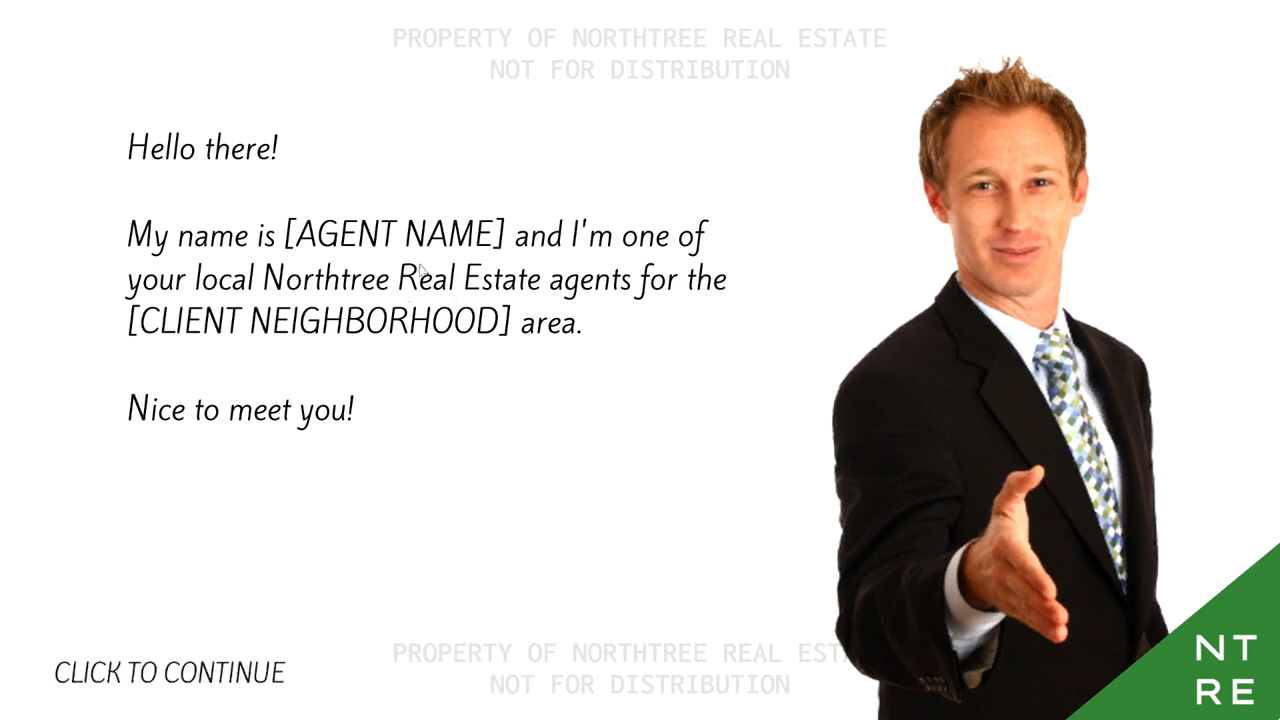 PROPERTY OF NORTHTREE REAL ESTATE
NOT FOR DISTRIBUTION
Hello there!
My name is [AGENT NAME] and I'm one of
your local Northtree Real Estate agents for the
[CLIENT NEIGHBORHOOD] area.
Nice to meet you!
PROPERTY OF NORTHTREE REAL EST
NOT FOR DISTRIBUTION
CLICK TO CONTINUE
NT
RE